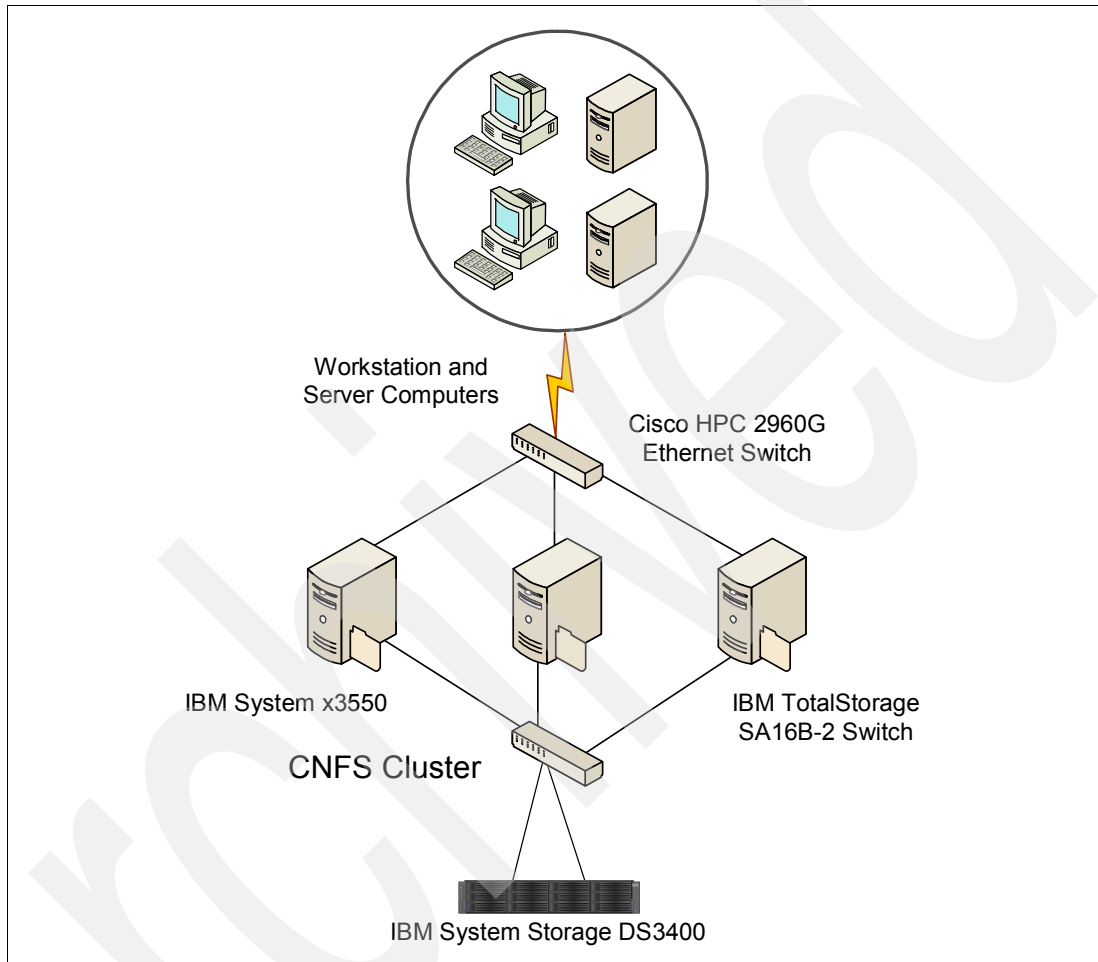 Workstation and
Server Computers
Cisco HPC 2960G
Ethernet Switch
IBM System x3550
IBM TotalStorage
SA16B-2 Switch
CNFS Cluster
IBM System Storage DS3400
rchived